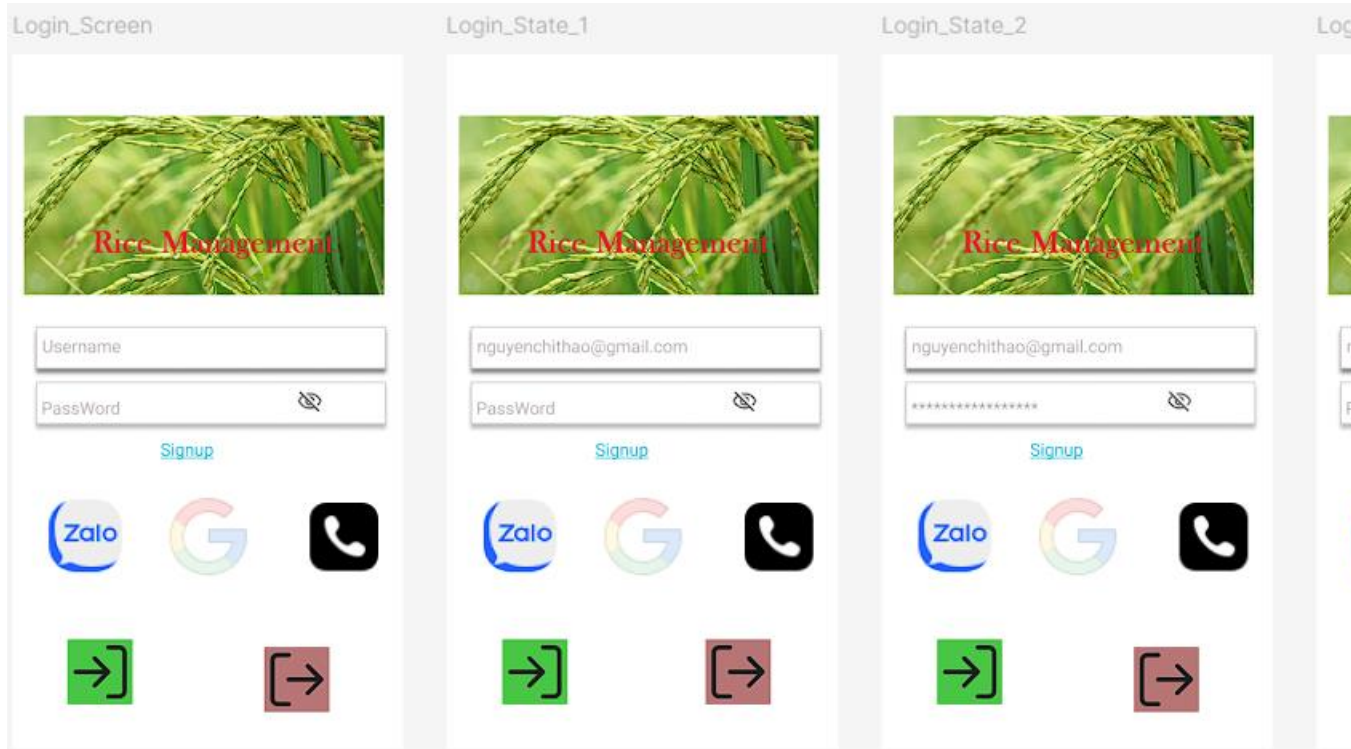 Login_Screen
Login_State_1
Login_State_2
Log
Rice Management
Rice Management
Rice Management
Username
nguyenchithao@gmail.com
nguyenchithao@gmail.com
PassWord
PassWord
*****************
Signup
Signup
Signup
Zalo
Zalo
Zalo